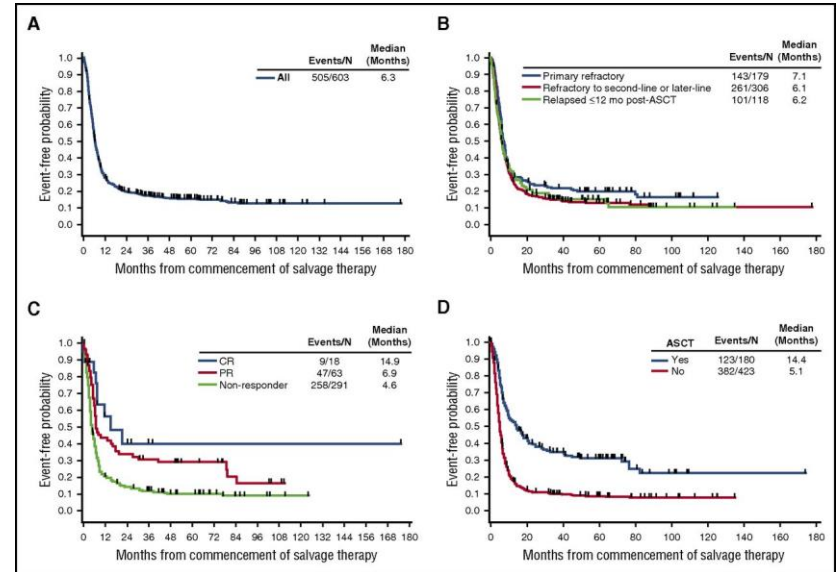 A
Events/N Median (Months)
All 505/603 6.3
Event-free probability
1.0
0.9
0.8
0.7
0.6
0.5
0.4
0.3
0.2
0.1
0.0
0 12 24 36 48 60 72 84 96 108 120 132 144 156 168 180
Months from commencement of salvage therapy
B
Events/N Median (Months)
Primary refractory 143/179 7.1
Refractory to second-line or later-line 261/306 6.1
Relapsed ≤12 mo post-ASCT 101/118 6.2
Event-free probability
1.0
0.9
0.8
0.7
0.6
0.5
0.4
0.3
0.2
0.1
0.0
0 20 40 60 80 100 120 140 160 180
Months from commencement of salvage therapy
C
Events/N Median (Months)
CR 9/18 14.9
PR 47/63 6.9
Non-responder 258/291 4.6
Event-free probability
1.0
0.9
0.8
0.7
0.6
0.5
0.4
0.3
0.2
0.1
0.0
0 12 24 36 48 60 72 84 96 108 120 132 144 156 168 180
Months from commencement of salvage therapy
D
ASCT Events/N Median (Months)
Yes 123/180 14.4
No 382/423 5.1
Event-free probability
1.0
0.9
0.8
0.7
0.6
0.5
0.4
0.3
0.2
0.1
0.0
0 20 40 60 80 100 120 140 160 180
Months from commencement of salvage therapy